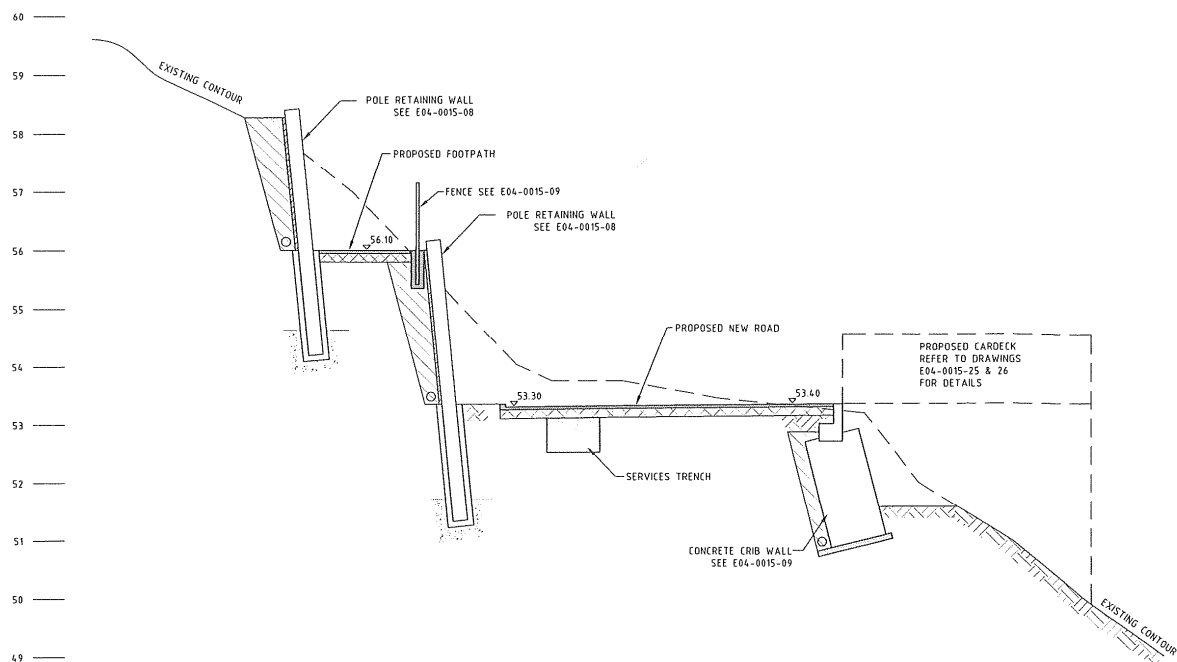 60
59
58
57
56
55
54
53
52
51
50
49
EXISTING CONTOUR
POLE RETAINING WALL
SEE E04-0015-08
PROPOSED FOOTPATH
FENCE SEE E04-0015-09
POLE RETAINING WALL
SEE E04-0015-08
56.10
PROPOSED NEW ROAD
PROPOSED CARDECK
REFER TO DRAWINGS
E04-0015-25 & 26
FOR DETAILS
53.30
53.40
SERVICES TRENCH
CONCRETE CRIB WALL
SEE E04-0015-09
EXISTING CONTOUR